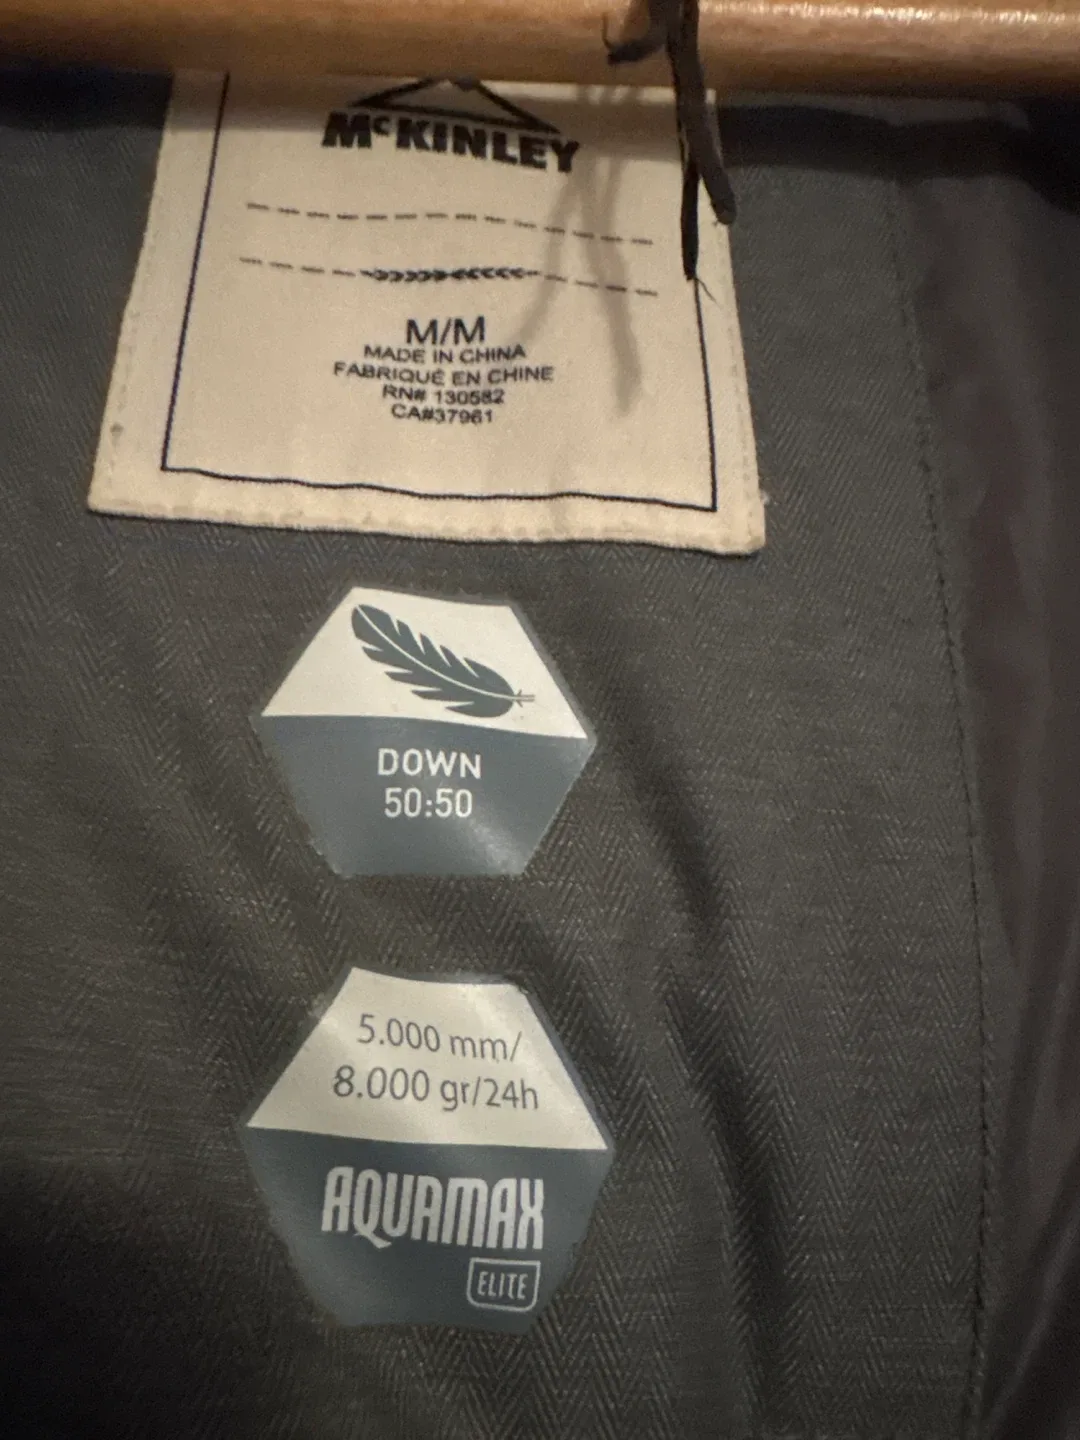 McKINLEY
M/M
MADE IN CHINA
FABRIQUÉ EN CHINE
RN# 130582
CA#37961
DOWN
50:50
5.000 mm/
8.000 gr/24h
AQUAMAX
ELITE